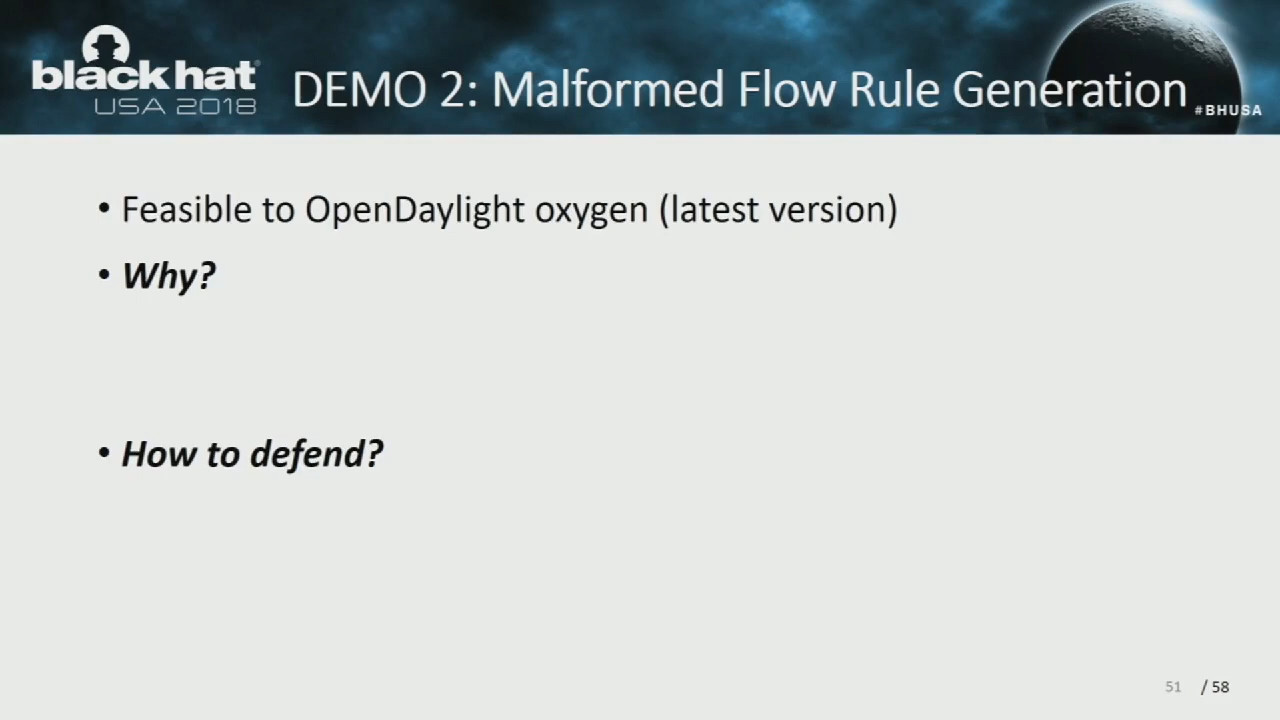 black hat
USA 2018
DEMO 2: Malformed Flow Rule Generation
#BHUSA
• Feasible to OpenDaylight oxygen (latest version)
• Why?
• How to defend?
51 / 58